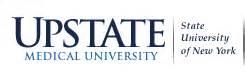 UPSTATE
MEDICAL UNIVERSITY
State
University
of New York